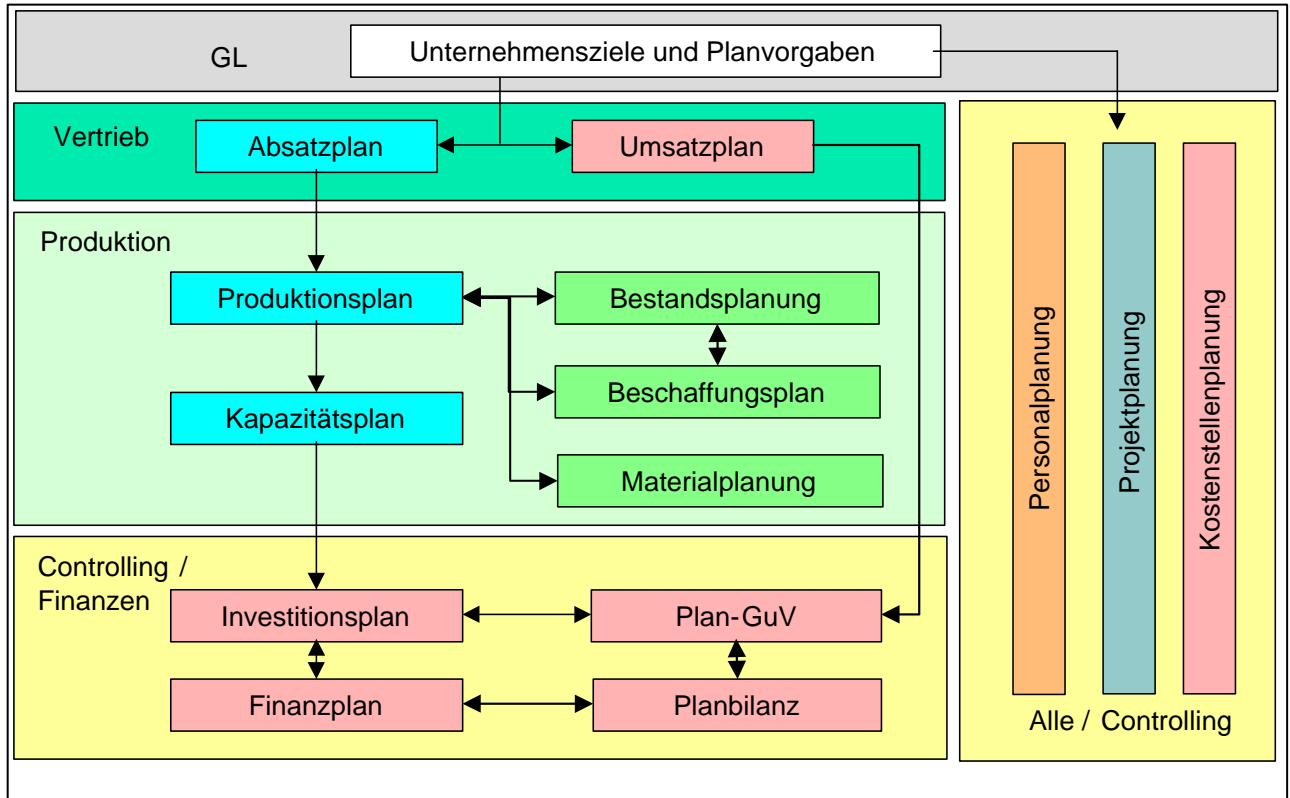 GL
Unternehmensziele und Planvorgaben
Vertrieb
Absatzplan
Umsatzplan
Produktion
Produktionsplan
Bestandsplanung
Beschaffungsplan
Kapazitätsplan
Materialplanung
Controlling /
Finanzen
Investitionsplan
Plan-GuV
Finanzplan
Planbilanz
Personalplanung
Projektplanung
Kostenstellenplanung
Alle / Controlling